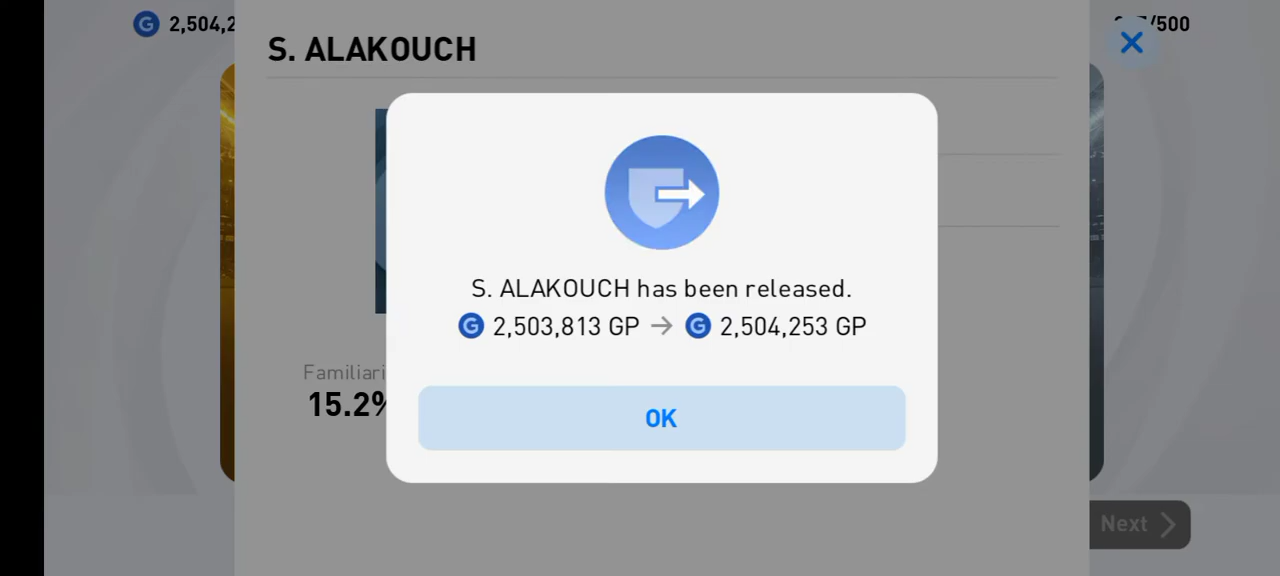 G 2,504,2
/500
S. ALAKOUCH
S. ALAKOUCH has been released.
G 2,503,813 GP → G 2,504,253 GP
Familiari
15.2%
OK
Next